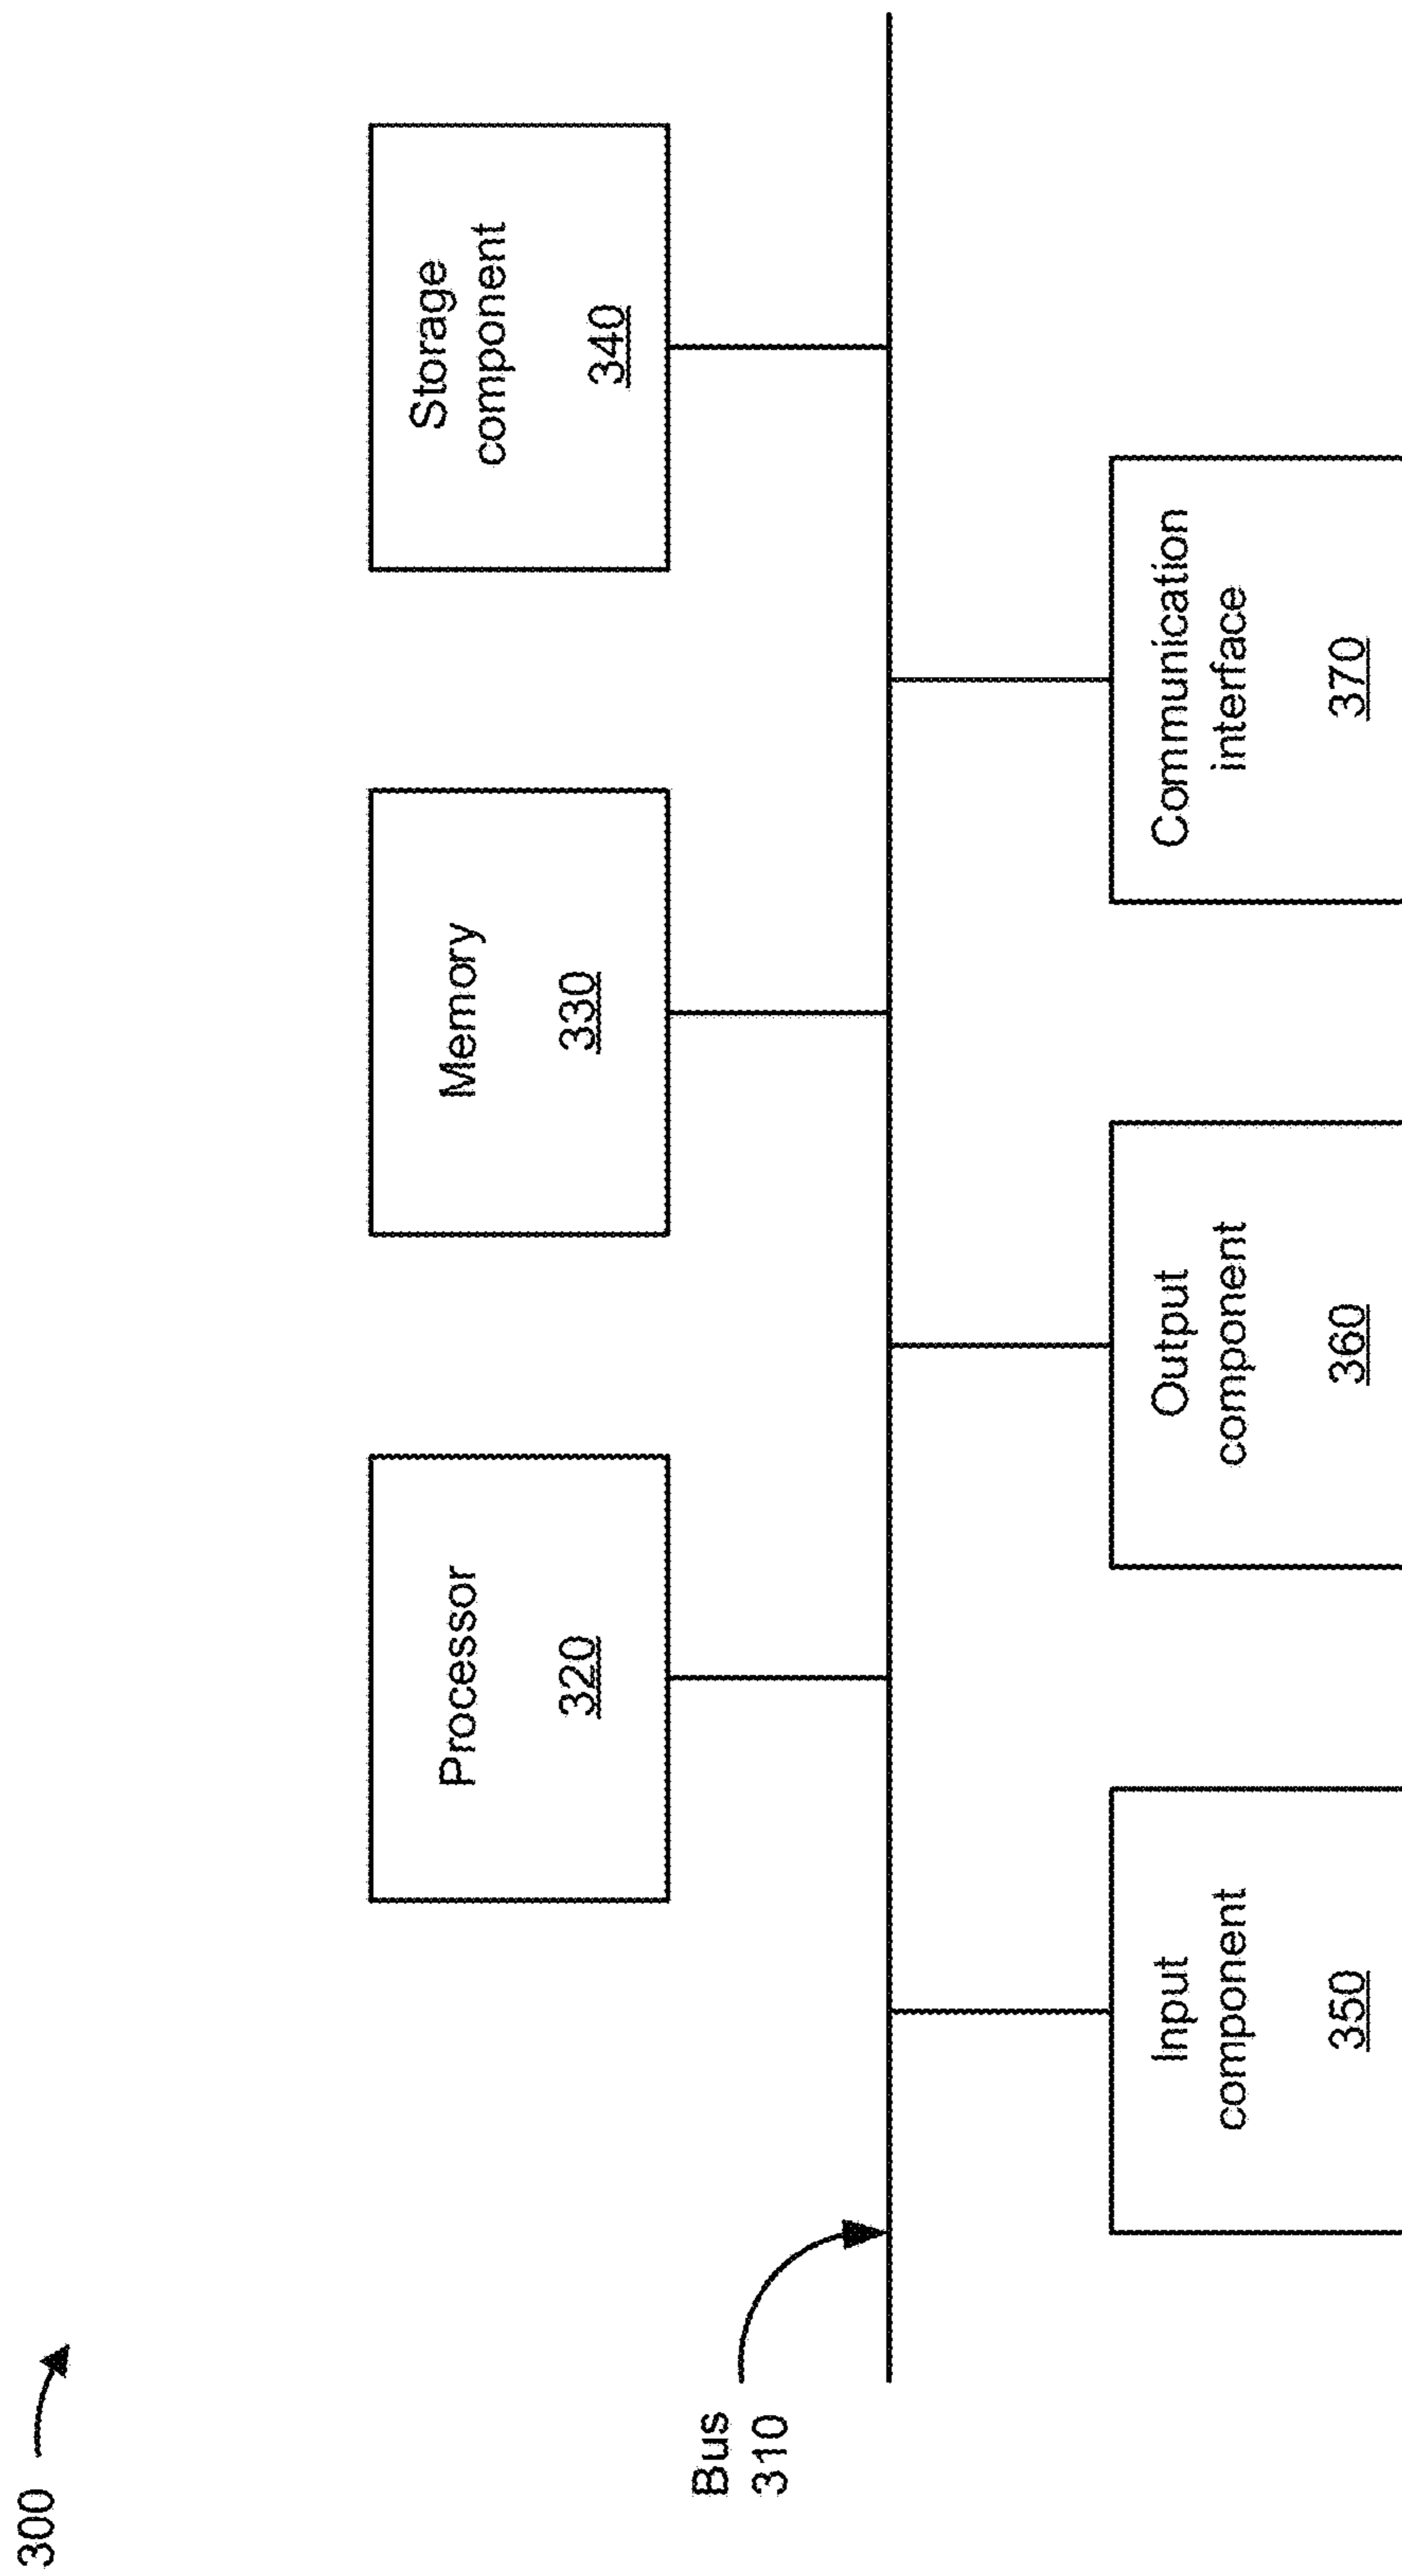 300
Processor
320
Memory
330
Storage
component
340
Bus
310
Input
component
350
Output
component
360
Communication
interface
370